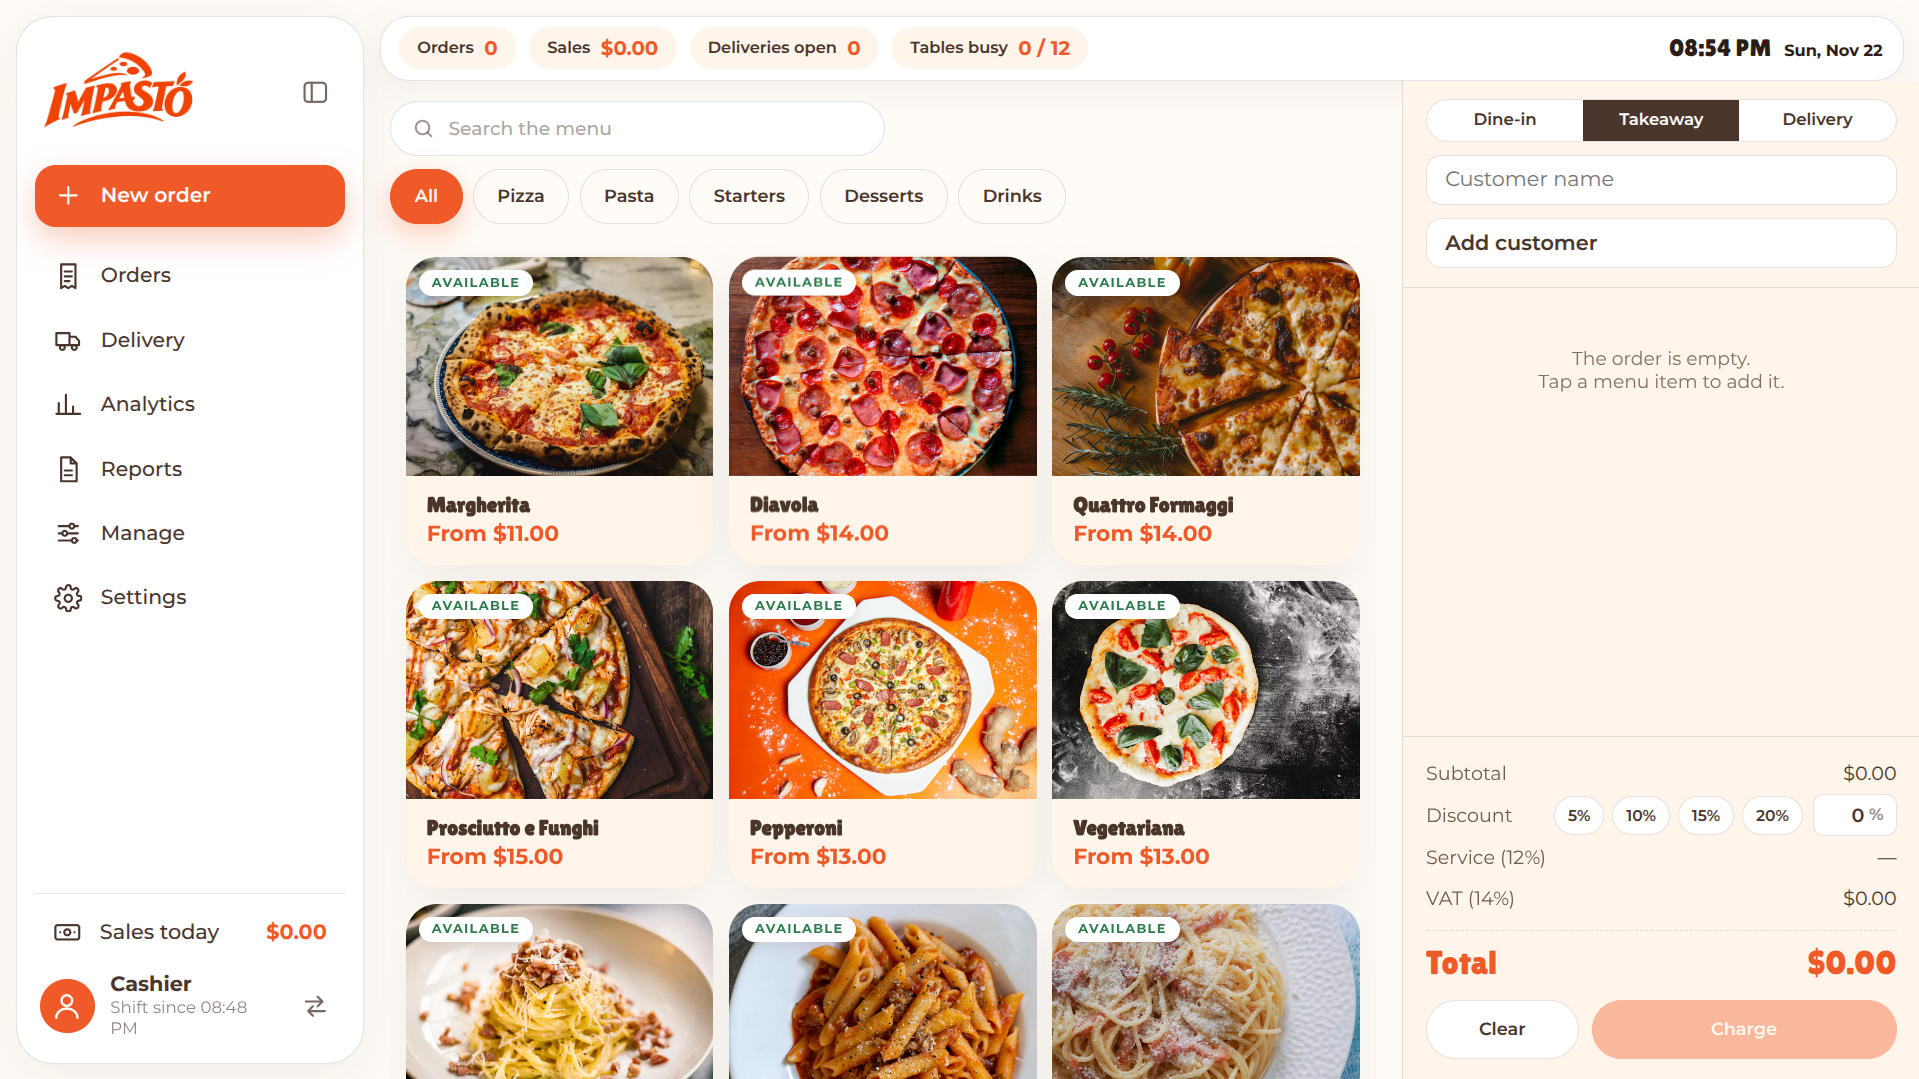 IMPASTO
New order
Orders
Delivery
Analytics
Reports
Manage
Settings
Sales today $0.00
Cashier
Shift since 08:48
PM
Orders 0
Sales $0.00
Deliveries open 0
Tables busy 0 / 12
08:54 PM Sun, Nov 22
Search the menu
All
Pizza
Pasta
Starters
Desserts
Drinks
AVAILABLE
Margherita
From $11.00
AVAILABLE
Diavola
From $14.00
AVAILABLE
Quattro Formaggi
From $14.00
AVAILABLE
Prosciutto e Funghi
From $15.00
AVAILABLE
Pepperoni
From $13.00
AVAILABLE
Vegetariana
From $13.00
AVAILABLE
AVAILABLE
AVAILABLE
Dine-in
Takeaway
Delivery
Customer name
Add customer
The order is empty.
Tap a menu item to add it.
Subtotal $0.00
Discount 5% 10% 15% 20% 0 %
Service (12%) —
VAT (14%) $0.00
Total $0.00
Clear
Charge